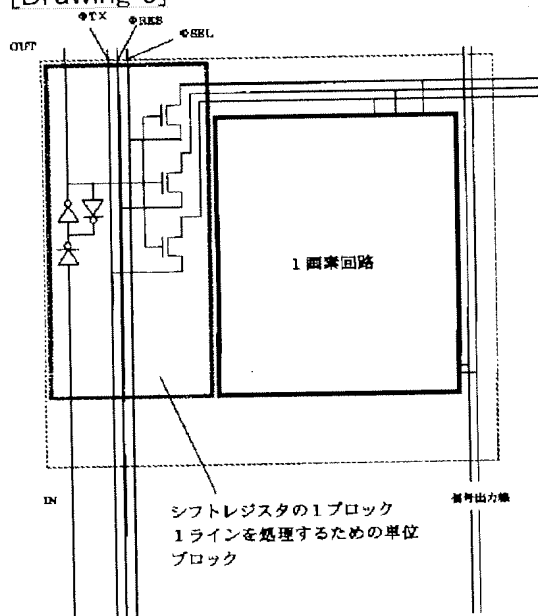 [Drawing 6]
ΦTX
ΦRES
ΦSEL
OUT
1画素回路
IN
信号出力線
シフトレジスタの1ブロック
1ラインを処理するための単位
ブロック